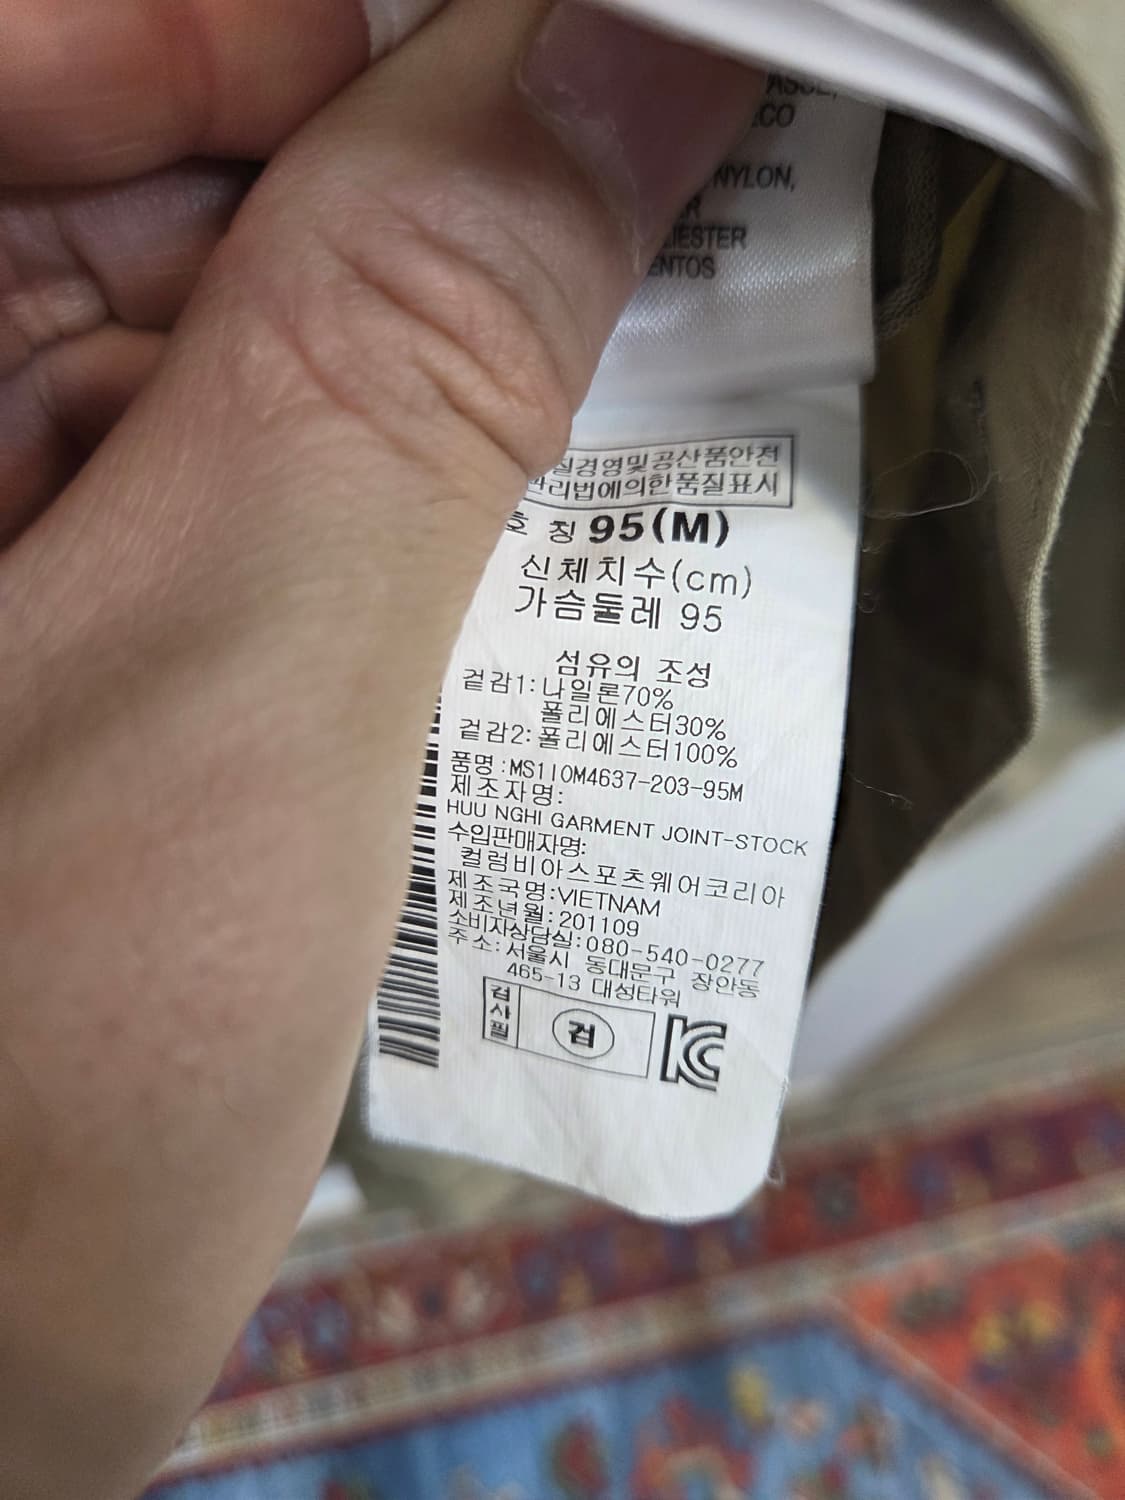 ECO
NYLON,
ER
LIESTER
ENTOS
질경영및공산품안전
관리법에의한품질표시
호 칭 95(M)
신체치수(cm)
가슴둘레 95
섬유의 조성
겉감1:나일론70%
폴리에스터30%
겉감2:폴리에스터100%
품명:MS1IOM4637-203-95M
제조자명:
HUU NGHI GARMENT JOINT-STOCK
수입판매자명:
컬럼비아스포츠웨어코리아
제조국명:VIETNAM
제조년월:201109
소비자상담실:080-540-0277
주소:서울시 동대문구 장안동
465-13 대성타워
검사필
검
KC